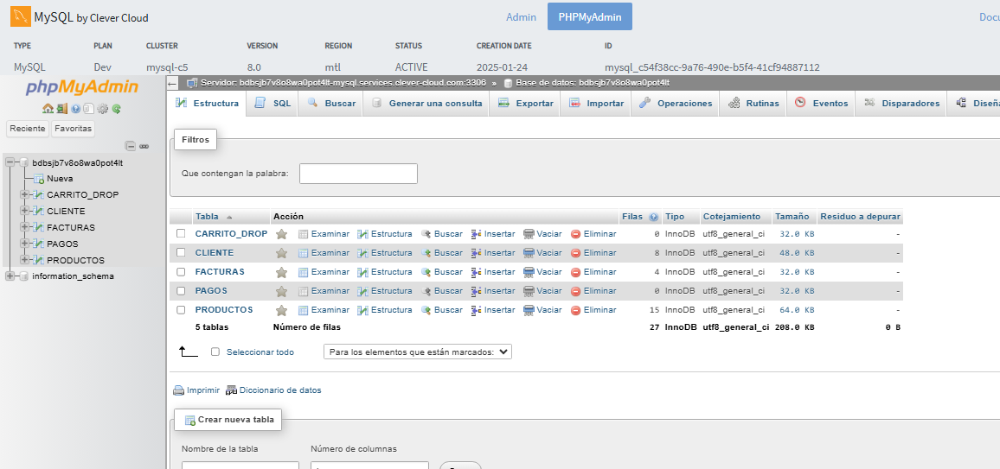 MySQL by Clever Cloud
Admin PHPMyAdmin Docu
TYPE PLAN CLUSTER VERSION REGION STATUS CREATION DATE ID
MySQL Dev mysql-c5 8.0 mtl ACTIVE 2025-01-24 mysql_c54f38cc-9a76-490e-b5f4-41cf94887112
phpMyAdmin
Reciente Favoritas
bdbsjb7v8o8wa0pot4lt
Nueva
CARRITO_DROP
CLIENTE
FACTURAS
PAGOS
PRODUCTOS
information_schema
Servidor: bdbsjb7v8o8wa0pot4lt-mysql.services.clever-cloud.com:3306 » Base de datos: bdbsjb7v8o8wa0pot4lt
Estructura SQL Buscar Generar una consulta Exportar Importar Operaciones Rutinas Eventos Disparadores Diseña
Filtros
Que contengan la palabra:
Tabla Acción Filas Tipo Cotejamiento Tamaño Residuo a depurar
CARRITO_DROP Examinar Estructura Buscar Insertar Vaciar Eliminar 0 InnoDB utf8_general_ci 32.0 KB -
CLIENTE Examinar Estructura Buscar Insertar Vaciar Eliminar 8 InnoDB utf8_general_ci 48.0 KB -
FACTURAS Examinar Estructura Buscar Insertar Vaciar Eliminar 4 InnoDB utf8_general_ci 32.0 KB -
PAGOS Examinar Estructura Buscar Insertar Vaciar Eliminar 0 InnoDB utf8_general_ci 32.0 KB -
PRODUCTOS Examinar Estructura Buscar Insertar Vaciar Eliminar 15 InnoDB utf8_general_ci 64.0 KB -
5 tablas Número de filas 27 InnoDB utf8_general_ci 208.0 KB 0 B
Seleccionar todo Para los elementos que están marcados:
Imprimir Diccionario de datos
Crear nueva tabla
Nombre de la tabla Número de columnas